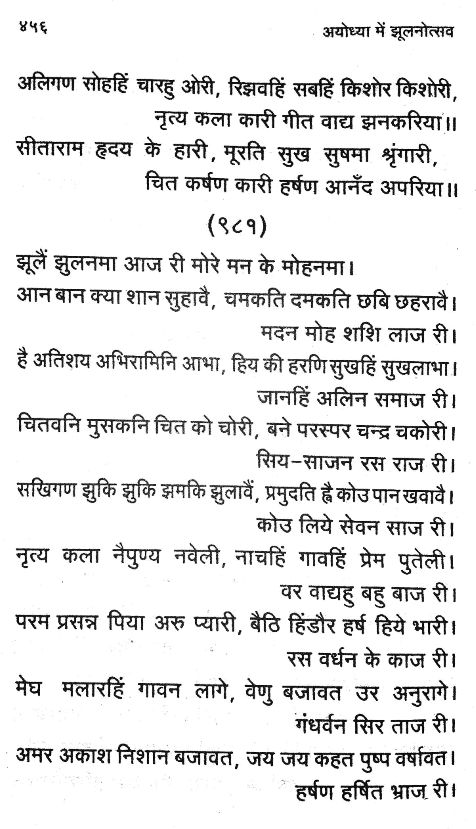 ४५६ अयोध्या में झूलनोत्सव
अलिगण सोहहिं चारहु ओरी, रिझवहिं सबहिं किशोर किशोरी,
नृत्य कला कारी गीत वाद्य झनकरिया॥
सीताराम हृदय के हारी, मूरति सुख सुषमा श्रृंगारी,
चित कर्षण कारी हर्षण आनँद अपरिया॥
(९८१)
झूलैं झुलनमा आज री मोरे मन के मोहनमा।
आन बान क्या शान सुहावै, चमकति दमकति छबि छहरावै।
मदन मोह शशि लाज री।
है अतिशय अभिरामिनि आभा, हिय की हरणि सुखहिं सुखलाभा।
जानहिं अलिन समाज री।
चितवनि मुसकनि चित को चोरी, बने परस्पर चन्द्र चकोरी।
सिय-साजन रस राज री।
सखिगण झुकि झुकि झमकि झुलावैं, प्रमुदति ह्वै कोउ पान खवावै।
कोउ लिये सेवन साज री।
नृत्य कला नैपुण्य नवेली, नाचहिं गावहिं प्रेम पुतेली।
वर वाद्यहु बहु बाज री।
परम प्रसन्न पिया अरु प्यारी, बैठि हिंडौर हर्ष हिये भारी।
रस वर्धन के काज री।
मेघ मलारहिं गावन लागे, वेणु बजावत उर अनुरागे।
गंधर्वन सिर ताज री।
अमर अकाश निशान बजावत, जय जय कहत पुष्प वर्षावत।
हर्षण हर्षित भ्राज री।